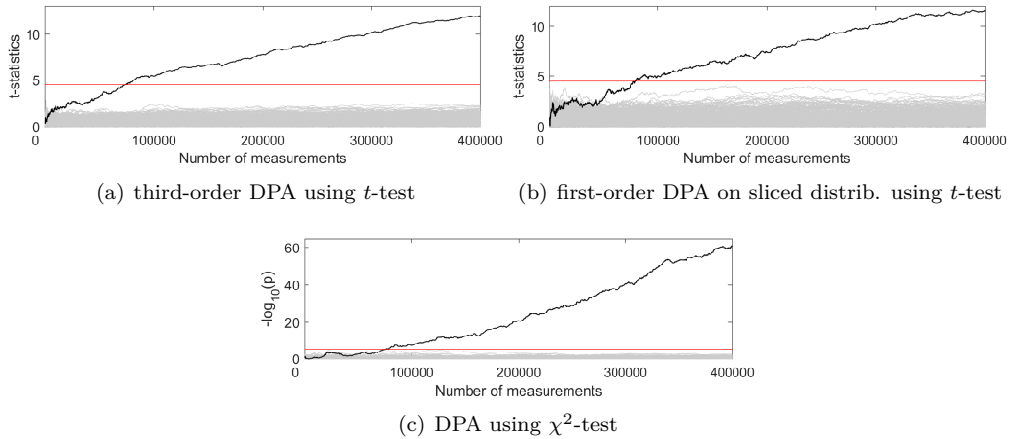 t-statistics
10
5
0
0 100000 200000 300000 400000
Number of measurements
(a) third-order DPA using t-test
t-statistics
10
5
0
0 100000 200000 300000 400000
Number of measurements
(b) first-order DPA on sliced distrib. using t-test
-log10(p)
60
40
20
0
0 100000 200000 300000 400000
Number of measurements
(c) DPA using χ²-test